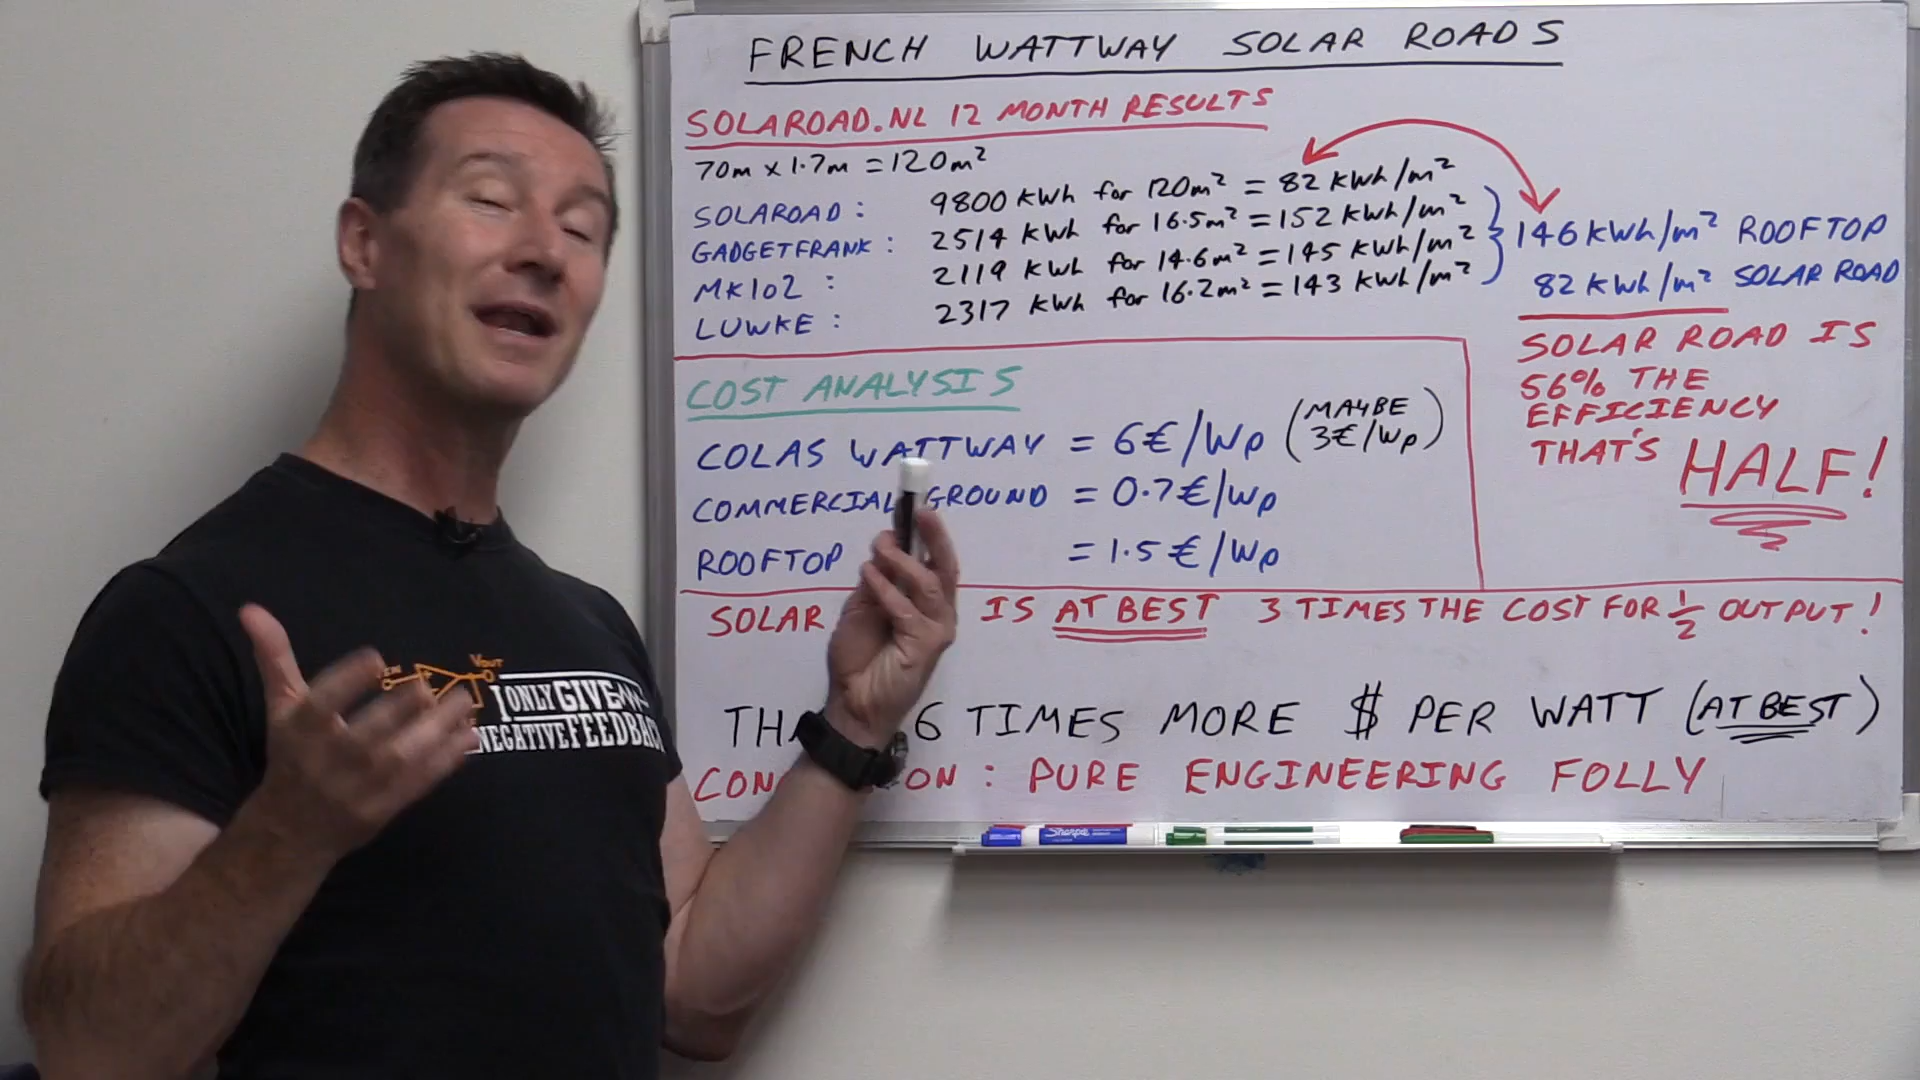 FRENCH WATTWAY SOLAR ROADS
SOLAROAD.NL 12 MONTH RESULTS
70m x 1.7m = 120m²
SOLAROAD : 9800 kWh for 120m² = 82 kWh/m²
GADGETFRANK : 2514 kWh for 16.5m² = 152 kWh/m²
MK102 : 2119 kWh for 14.6m² = 145 kWh/m²
LUWKE : 2317 kWh for 16.2m² = 143 kWh/m²
146 kWh/m² ROOFTOP
82 kWh/m² SOLAR ROAD
SOLAR ROAD IS
56% THE
EFFICIENCY
THAT'S HALF!
COST ANALYSIS
COLAS WATTWAY = 6€/Wp (MAYBE 3€/Wp)
COMMERCIAL GROUND = 0.7€/Wp
ROOFTOP = 1.5€/Wp
SOLAR IS AT BEST 3 TIMES THE COST FOR ½ OUTPUT!
6 TIMES MORE $ PER WATT (AT BEST)
: PURE ENGINEERING FOLLY
VOUT
I ONLY GIVE
NEGATIVE FEEDBACK
Sharpie